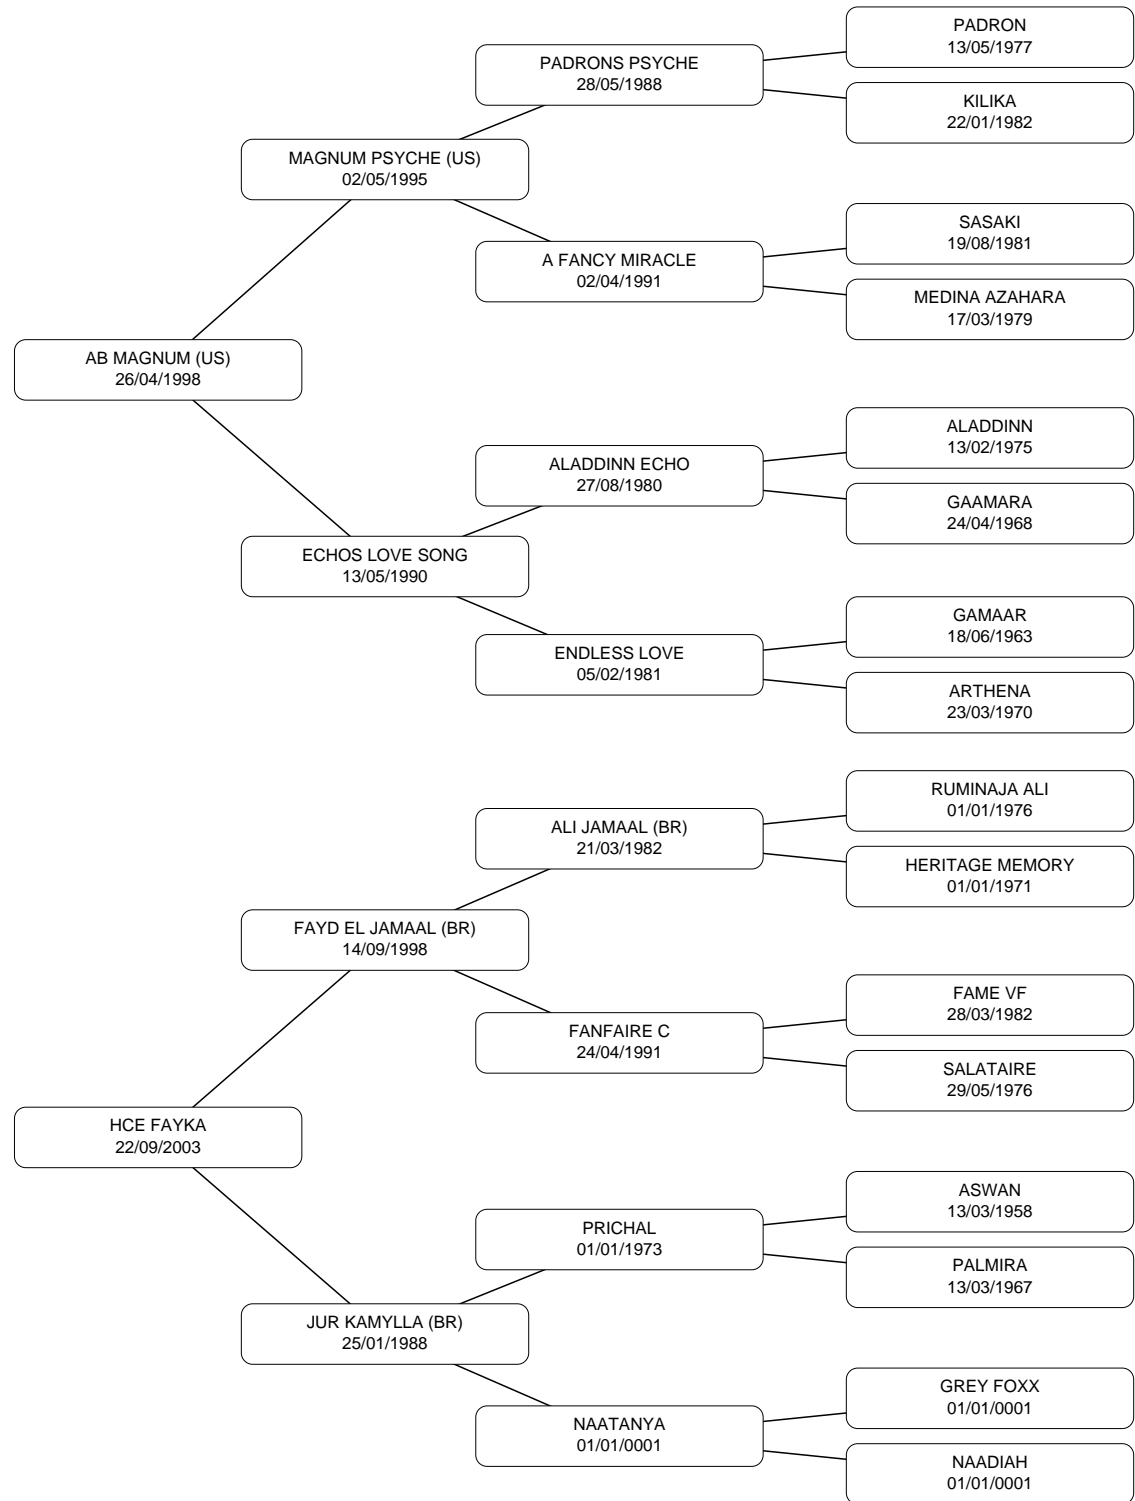 PADRON
13/05/1977
PADRONS PSYCHE
28/05/1988
KILIKA
22/01/1982
MAGNUM PSYCHE (US)
02/05/1995
SASAKI
19/08/1981
A FANCY MIRACLE
02/04/1991
MEDINA AZAHARA
17/03/1979
AB MAGNUM (US)
26/04/1998
ALADDINN
13/02/1975
ALADDINN ECHO
27/08/1980
GAAMARA
24/04/1968
ECHOS LOVE SONG
13/05/1990
GAMAAR
18/06/1963
ENDLESS LOVE
05/02/1981
ARTHENA
23/03/1970
RUMINAJA ALI
01/01/1976
ALI JAMAAL (BR)
21/03/1982
HERITAGE MEMORY
01/01/1971
FAYD EL JAMAAL (BR)
14/09/1998
FAME VF
28/03/1982
FANFAIRE C
24/04/1991
SALATAIRE
29/05/1976
HCE FAYKA
22/09/2003
ASWAN
13/03/1958
PRICHAL
01/01/1973
PALMIRA
13/03/1967
JUR KAMYLLA (BR)
25/01/1988
GREY FOXX
01/01/0001
NAATANYA
01/01/0001
NAADIAH
01/01/0001